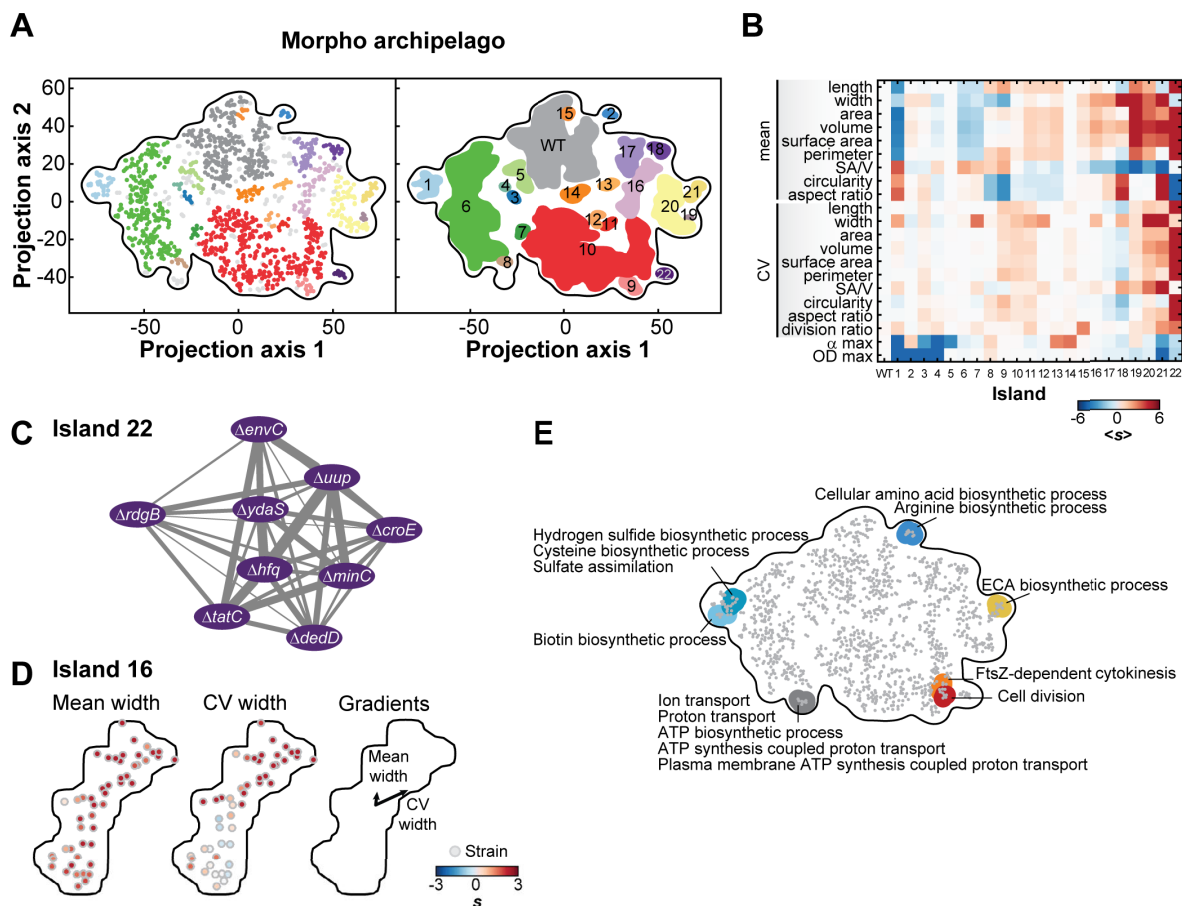 A
Morpho archipelago
Projection axis 2
60
40
20
0
-20
-40
-50
0
50
Projection axis 1
1
2
3
4
5
6
7
8
9
10
11
12
13
14
15
16
17
18
19
20
21
22
WT
-50
0
50
Projection axis 1
B
mean
length
width
area
volume
surface area
perimeter
SA/V
circularity
aspect ratio
CV
length
width
area
volume
surface area
perimeter
SA/V
circularity
aspect ratio
division ratio
α max
OD max
WT 1 2 3 4 5 6 7 8 9 10 11 12 13 14 15 16 17 18 19 20 21 22
Island
-6 0 6
<s>
C Island 22
ΔenvC
Δuup
ΔrdgB
ΔydaS
ΔcroE
Δhfq
ΔminC
ΔtatC
ΔdedD
D Island 16
Mean width
CV width
Gradients
Mean
width
CV
width
Strain
-3 0 3
s
E
Cellular amino acid biosynthetic process
Arginine biosynthetic process
Hydrogen sulfide biosynthetic process
Cysteine biosynthetic process
Sulfate assimilation
ECA biosynthetic process
Biotin biosynthetic process
FtsZ-dependent cytokinesis
Cell division
Ion transport
Proton transport
ATP biosynthetic process
ATP synthesis coupled proton transport
Plasma membrane ATP synthesis coupled proton transport